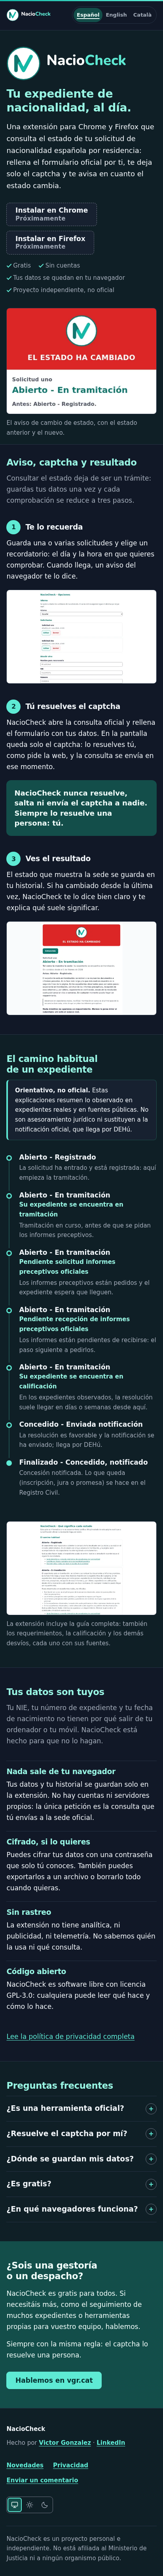 NacioCheck
Español English Català
NacioCheck
Tu expediente de
nacionalidad, al día.
Una extensión para Chrome y Firefox que
consulta el estado de tu solicitud de
nacionalidad española por residencia:
rellena el formulario oficial por ti, te deja
solo el captcha y te avisa en cuanto el
estado cambia.
Instalar en Chrome
Próximamente
Instalar en Firefox
Próximamente
Gratis Sin cuentas
Tus datos se quedan en tu navegador
Proyecto independiente, no oficial
EL ESTADO HA CAMBIADO
Solicitud uno
Abierto - En tramitación
Antes: Abierto - Registrado.
El aviso de cambio de estado, con el estado
anterior y el nuevo.
Aviso, captcha y resultado
Consultar el estado deja de ser un trámite:
guardas tus datos una vez y cada
comprobación se reduce a tres pasos.
1 Te lo recuerda
Guarda una o varias solicitudes y elige un
recordatorio: el día y la hora en que quieres
comprobar. Cuando llega, un aviso del
navegador te lo dice.
2 Tú resuelves el captcha
NacioCheck abre la consulta oficial y rellena
el formulario con tus datos. En la pantalla
queda solo el captcha: lo resuelves tú,
como pide la web, y la consulta se envía en
ese momento.
NacioCheck nunca resuelve,
salta ni envía el captcha a nadie.
Siempre lo resuelve una
persona: tú.
3 Ves el resultado
El estado que muestra la sede se guarda en
tu historial. Si ha cambiado desde la última
vez, NacioCheck te lo dice bien claro y te
explica qué suele significar.
EL ESTADO HA CAMBIADO
Abierto - En tramitación
El camino habitual
de un expediente
Orientativo, no oficial. Estas
explicaciones resumen lo observado en
expedientes reales y en fuentes públicas. No
son asesoramiento jurídico ni sustituyen a la
notificación oficial, que llega por DEHú.
Abierto - Registrado
La solicitud ha entrado y está registrada: aquí
empieza la tramitación.
Abierto - En tramitación
Su expediente se encuentra en
tramitación
Tramitación en curso, antes de que se pidan
los informes preceptivos.
Abierto - En tramitación
Pendiente solicitud informes
preceptivos oficiales
Los informes preceptivos están pedidos y el
expediente espera que lleguen.
Abierto - En tramitación
Pendiente recepción de informes
preceptivos oficiales
Los informes están pendientes de recibirse: el
paso siguiente a pedirlos.
Abierto - En tramitación
Su expediente se encuentra en
calificación
En los expedientes observados, la resolución
suele llegar en días o semanas desde aquí.
Concedido - Enviada notificación
La resolución es favorable y la notificación se
ha enviado; llega por DEHú.
Finalizado - Concedido, notificado
Concesión notificada. Lo que queda
(inscripción, jura o promesa) se hace en el
Registro Civil.
La extensión incluye la guía completa: también
los requerimientos, la calificación y los demás
desvíos, cada uno con sus fuentes.
Tus datos son tuyos
Tu NIE, tu número de expediente y tu fecha
de nacimiento no tienen por qué salir de tu
ordenador o tu móvil. NacioCheck está
hecho para que no lo hagan.
Nada sale de tu navegador
Tus datos y tu historial se guardan solo en
la extensión. No hay cuentas ni servidores
propios: la única petición es la consulta que
tú envías a la sede oficial.
Cifrado, si lo quieres
Puedes cifrar tus datos con una contraseña
que solo tú conoces. También puedes
exportarlos a un archivo o borrarlo todo
cuando quieras.
Sin rastreo
La extensión no tiene analítica, ni
publicidad, ni telemetría. No sabemos quién
la usa ni qué consulta.
Código abierto
NacioCheck es software libre con licencia
GPL-3.0: cualquiera puede leer qué hace y
cómo lo hace.
Lee la política de privacidad completa
Preguntas frecuentes
¿Es una herramienta oficial? +
¿Resuelve el captcha por mí? +
¿Dónde se guardan mis datos? +
¿Es gratis? +
¿En qué navegadores funciona? +
¿Sois una gestoría
o un despacho?
NacioCheck es gratis para todos. Si
necesitáis más, como el seguimiento de
muchos expedientes o herramientas
propias para vuestro equipo, hablemos.
Siempre con la misma regla: el captcha lo
resuelve una persona.
Hablemos en vgr.cat
NacioCheck
Hecho por Victor Gonzalez · LinkedIn
Novedades Privacidad
Enviar un comentario
NacioCheck es un proyecto personal e
independiente. No está afiliada al Ministerio de
Justicia ni a ningún organismo público.